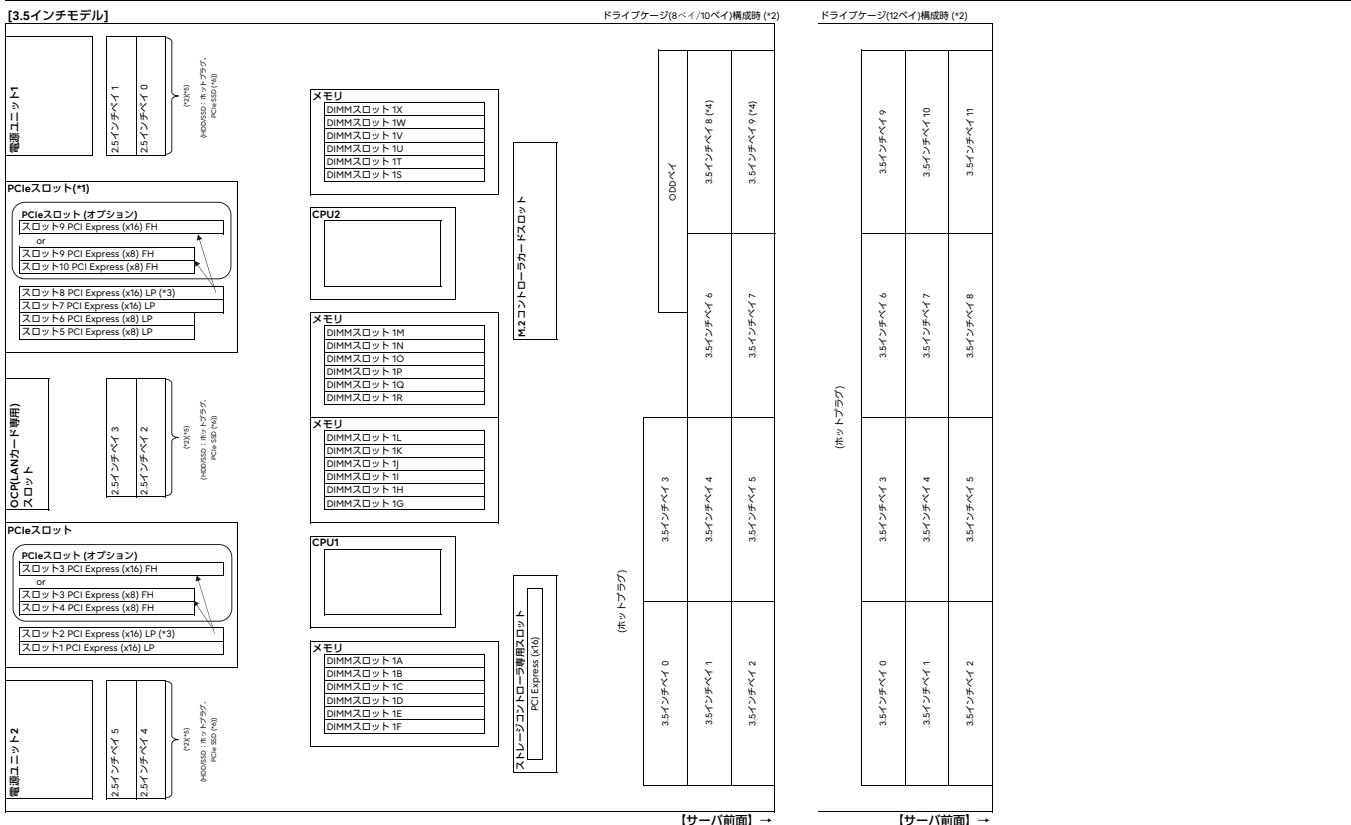 [3.5インチモデル]
ドライブケージ(8ベイ/10ベイ)構成時 (*2)
ドライブケージ(12ベイ)構成時 (*2)
電源ユニット1
2.5インチベイ 1
2.5インチベイ 0
(*2)(*5)
(HDD/SSD：ホットプラグ,
PCIe SSD (*6))
PCIeスロット(*1)
PCIeスロット (オプション)
スロット9 PCI Express (x16) FH
or
スロット9 PCI Express (x8) FH
スロット10 PCI Express (x8) FH
スロット8 PCI Express (x16) LP (*3)
スロット7 PCI Express (x16) LP
スロット6 PCI Express (x8) LP
スロット5 PCI Express (x8) LP
OCP(LANカード専用)
スロット
2.5インチベイ 3
2.5インチベイ 2
(*2)(*5)
(HDD/SSD：ホットプラグ,
PCIe SSD (*6))
PCIeスロット
PCIeスロット (オプション)
スロット3 PCI Express (x16) FH
or
スロット3 PCI Express (x8) FH
スロット4 PCI Express (x8) FH
スロット2 PCI Express (x16) LP (*3)
スロット1 PCI Express (x16) LP
電源ユニット2
2.5インチベイ 5
2.5インチベイ 4
(*2)(*5)
(HDD/SSD：ホットプラグ,
PCIe SSD (*6))
メモリ
DIMMスロット 1X
DIMMスロット 1W
DIMMスロット 1V
DIMMスロット 1U
DIMMスロット 1T
DIMMスロット 1S
CPU2
メモリ
DIMMスロット 1M
DIMMスロット 1N
DIMMスロット 1O
DIMMスロット 1P
DIMMスロット 1Q
DIMMスロット 1R
メモリ
DIMMスロット 1L
DIMMスロット 1K
DIMMスロット 1J
DIMMスロット 1I
DIMMスロット 1H
DIMMスロット 1G
CPU1
メモリ
DIMMスロット 1A
DIMMスロット 1B
DIMMスロット 1C
DIMMスロット 1D
DIMMスロット 1E
DIMMスロット 1F
M.2 コントローラカードスロット
ストレージコントローラ専用スロット
PCI Express (x16)
(ホットプラグ)
ODDベイ
3.5インチベイ 8 (*4)
3.5インチベイ 9 (*4)
3.5インチベイ 6
3.5インチベイ 7
3.5インチベイ 3
3.5インチベイ 4
3.5インチベイ 5
3.5インチベイ 0
3.5インチベイ 1
3.5インチベイ 2
【サーバ前面】→
(ホットプラグ)
3.5インチベイ 9
3.5インチベイ 10
3.5インチベイ 11
3.5インチベイ 6
3.5インチベイ 7
3.5インチベイ 8
3.5インチベイ 3
3.5インチベイ 4
3.5インチベイ 5
3.5インチベイ 0
3.5インチベイ 1
3.5インチベイ 2
【サーバ前面】→